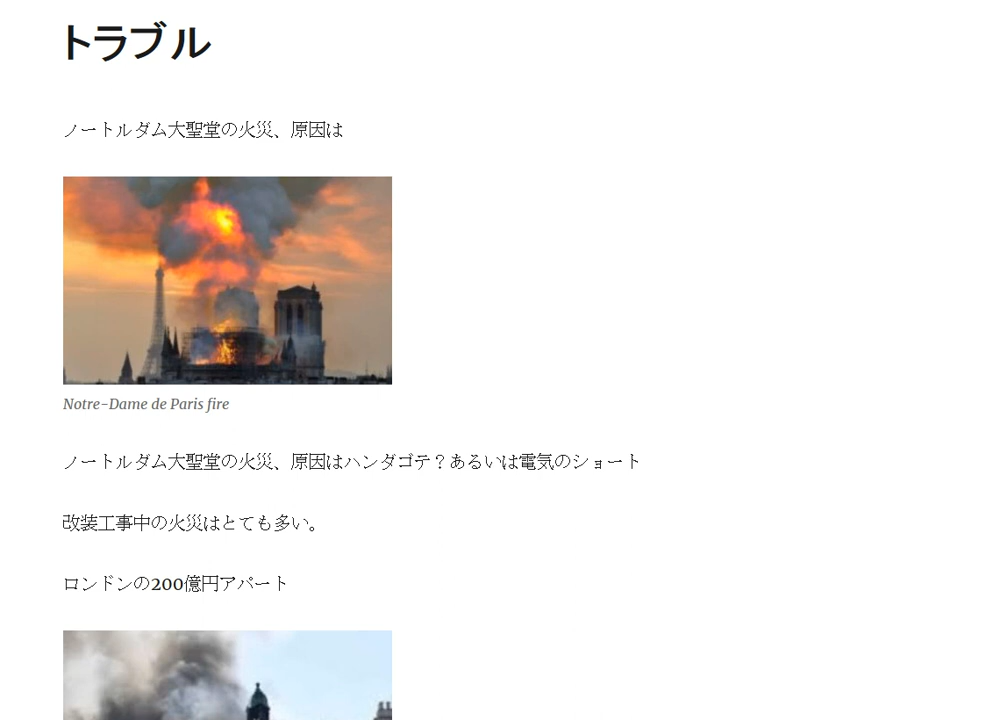 トラブル
ノートルダム大聖堂の火災、原因は
Notre-Dame de Paris fire
ノートルダム大聖堂の火災、原因はハンダゴテ？あるいは電気のショート
改装工事中の火災はとても多い。
ロンドンの200億円アパート